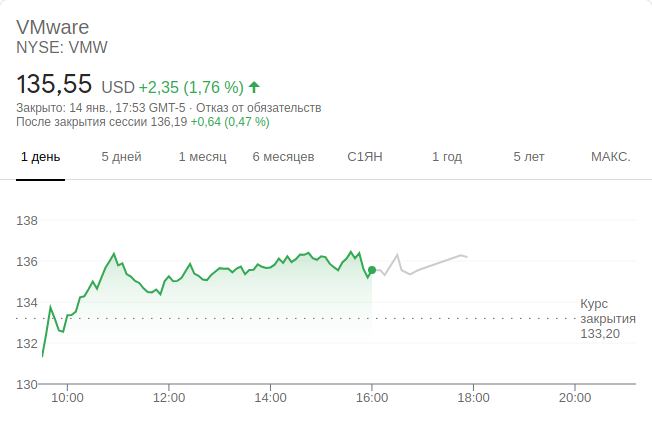 VMware
NYSE: VMW
135,55 USD +2,35 (1,76 %)
Закрыто: 14 янв., 17:53 GMT-5 · Отказ от обязательств
После закрытия сессии 136,19 +0,64 (0,47 %)
1 день 5 дней 1 месяц 6 месяцев С1ЯН 1 год 5 лет МАКС.
138
136
134
Курс
закрытия
133,20
132
130
10:00 12:00 14:00 16:00 18:00 20:00